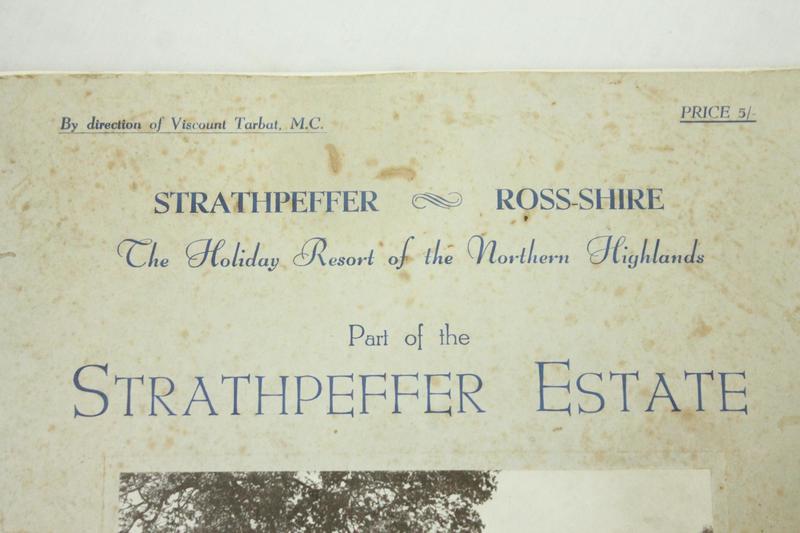 By direction of Viscount Tarbat, M.C.
PRICE 5/-
STRATHPEFFER ROSS-SHIRE
The Holiday Resort of the Northern Highlands
Part of the
STRATHPEFFER ESTATE